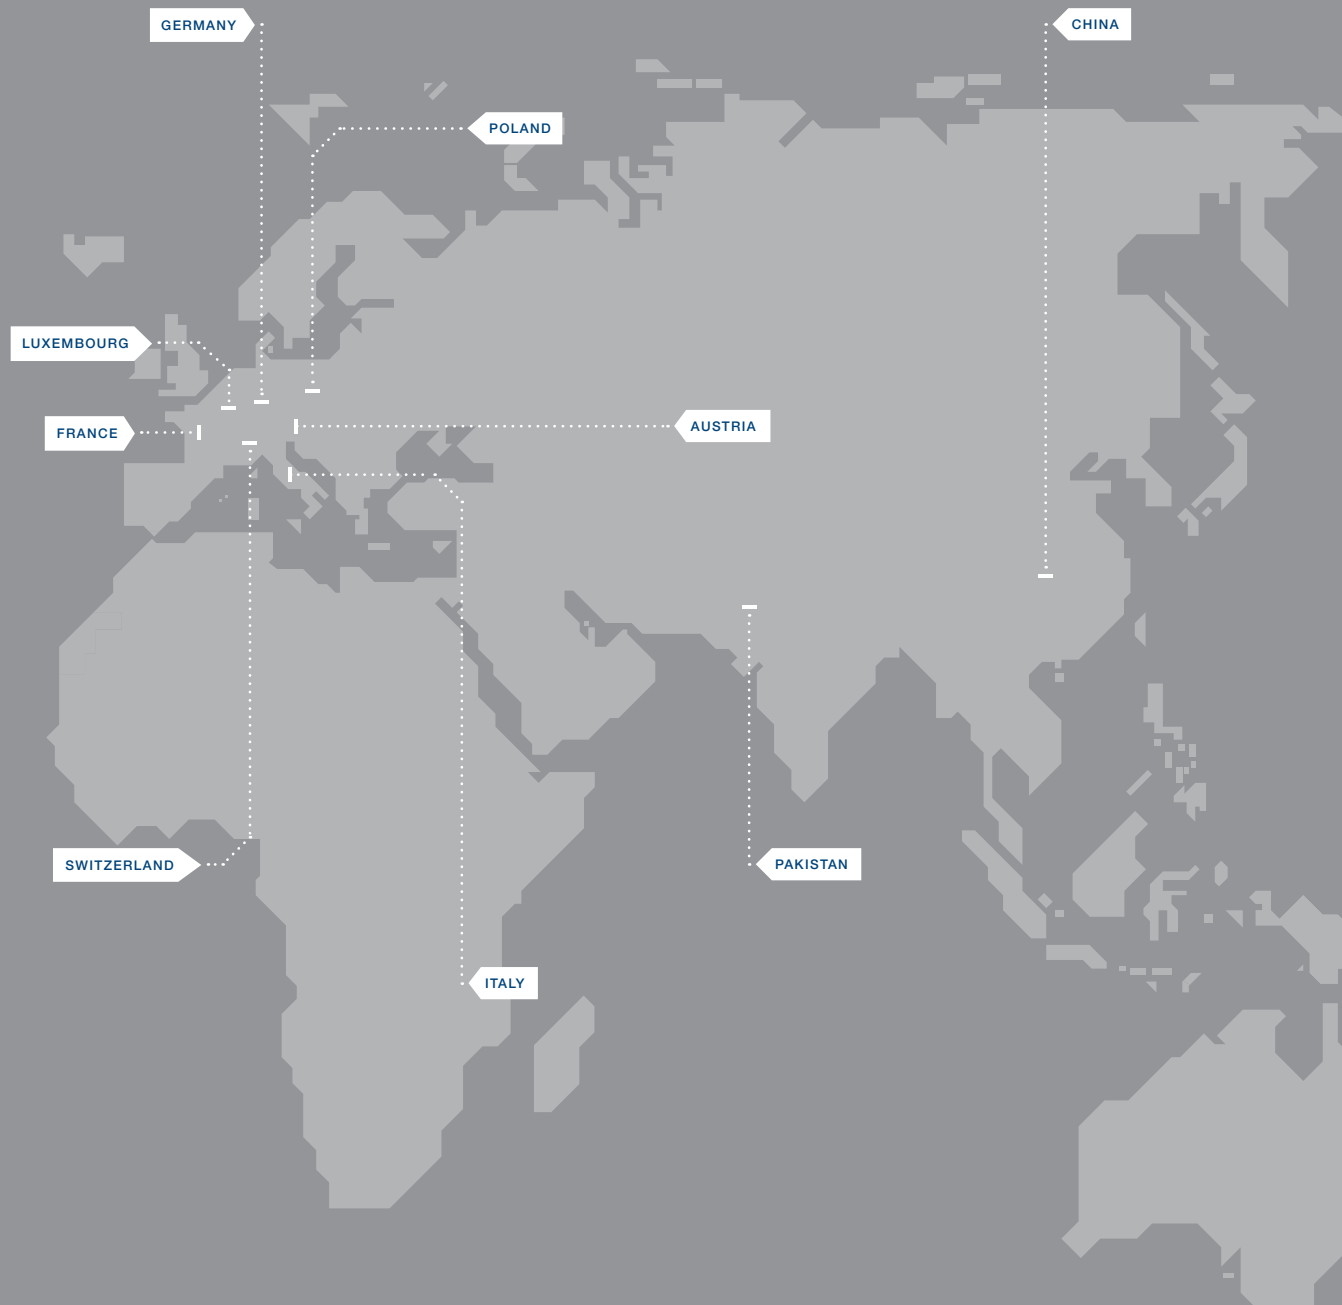 GERMANY
CHINA
POLAND
LUXEMBOURG
FRANCE
AUSTRIA
SWITZERLAND
PAKISTAN
ITALY